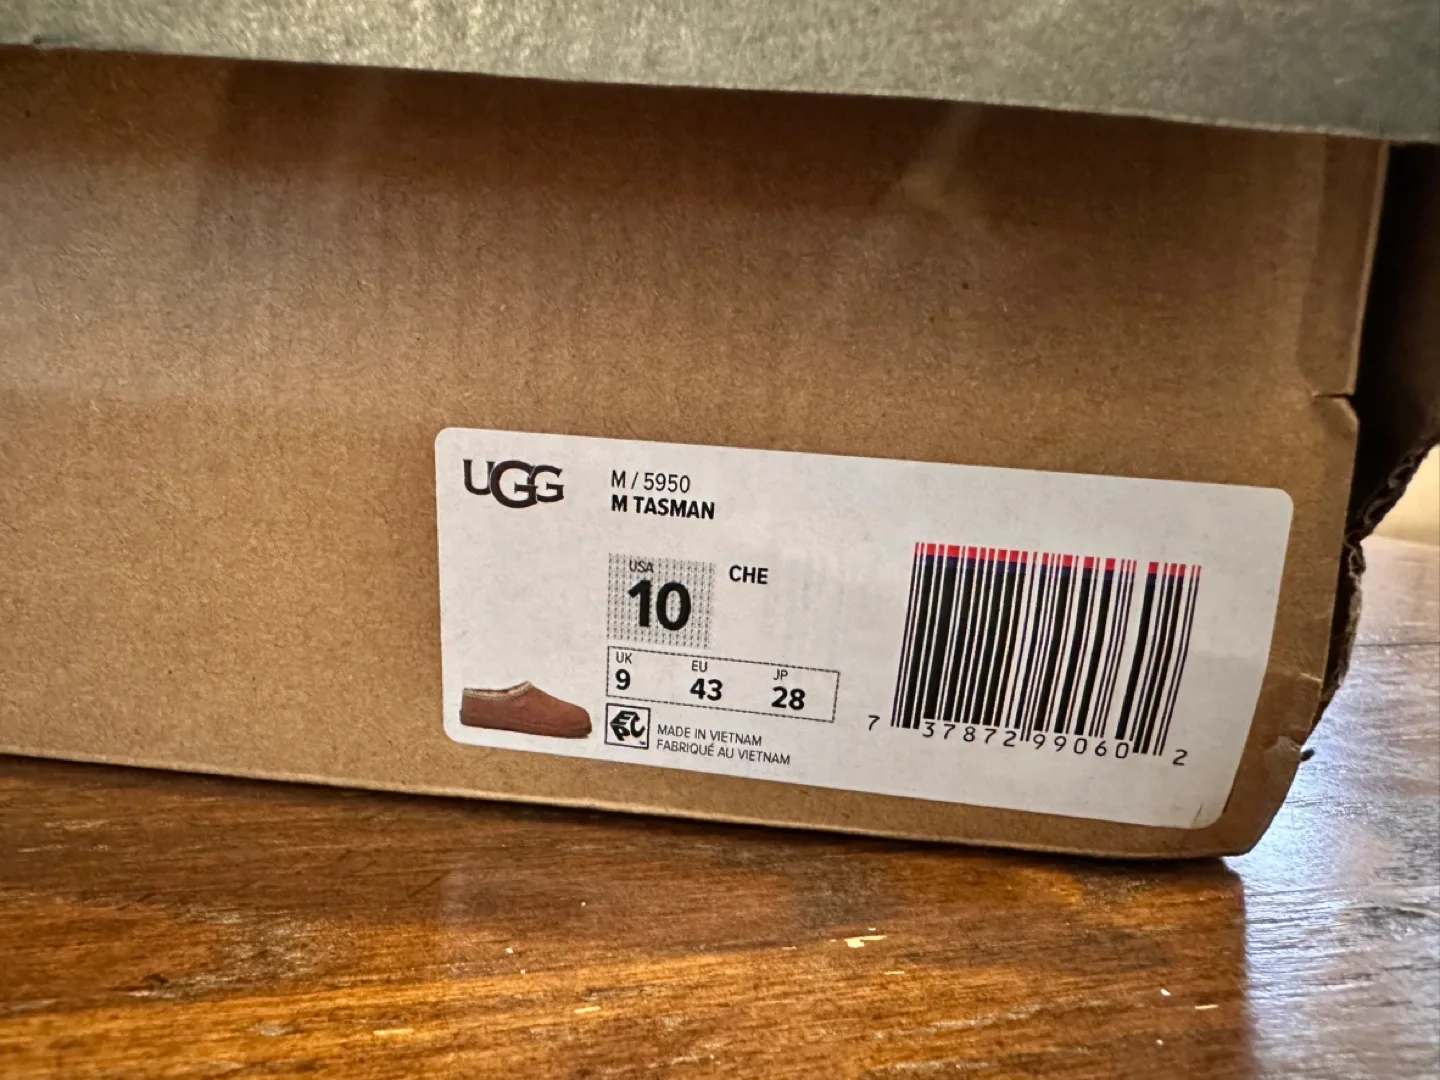 UGG
M / 5950
M TASMAN
USA
10
CHE
UK EU JP
9 43 28
MADE IN VIETNAM
FABRIQUÉ AU VIETNAM
7 37872 99060 2